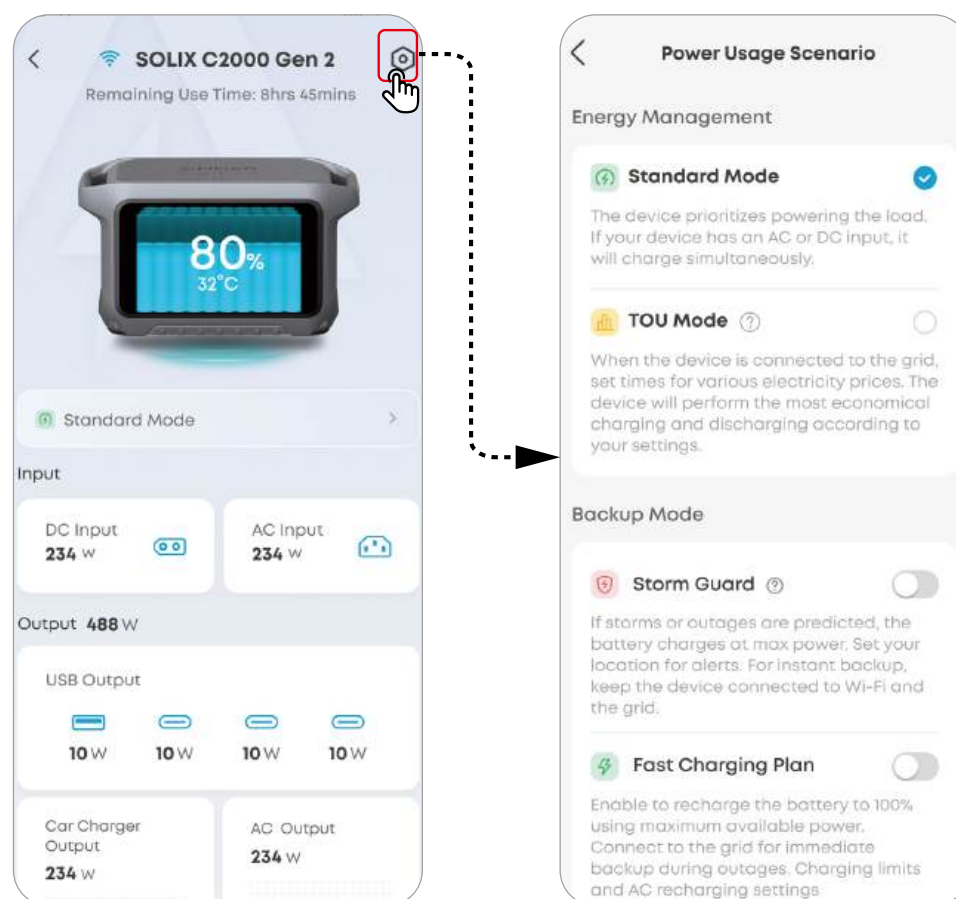 SOLIX C2000 Gen 2
Remaining Use Time: 8hrs 45mins
80%
32°C
Standard Mode
Input
DC Input
234 W
AC Input
234 W
Output 488 W
USB Output
10 W
10 W
10 W
10 W
Car Charger
Output
234 W
AC Output
234 W
Power Usage Scenario
Energy Management
Standard Mode
The device prioritizes powering the load.
If your device has an AC or DC input, it
will charge simultaneously.
TOU Mode ?
When the device is connected to the grid,
set times for various electricity prices. The
device will perform the most economical
charging and discharging according to
your settings.
Backup Mode
Storm Guard ?
If storms or outages are predicted, the
battery charges at max power. Set your
location for alerts. For instant backup,
keep the device connected to Wi-Fi and
the grid.
Fast Charging Plan
Enable to recharge the battery to 100%
using maximum available power.
Connect to the grid for immediate
backup during outages. Charging limits
and AC recharging settings